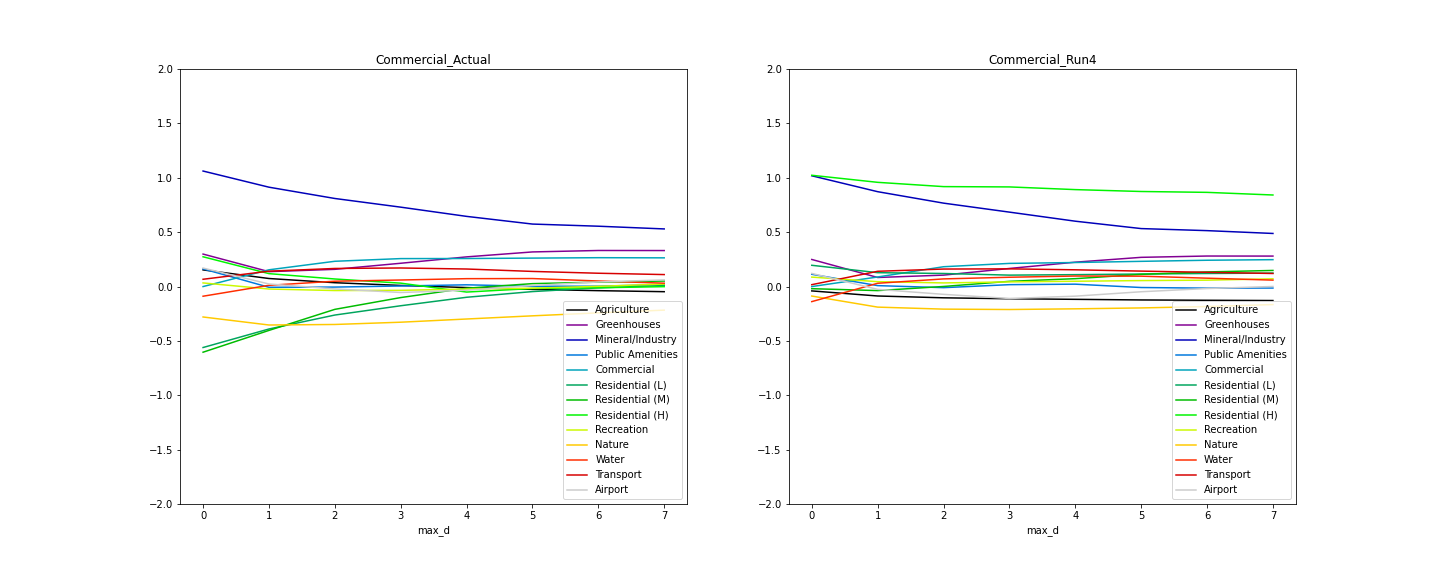 Commercial_Actual
2.0
1.5
1.0
0.5
0.0
−0.5
−1.0
−1.5
−2.0
0 1 2 3 4 5 6 7
max_d
Agriculture
Greenhouses
Mineral/Industry
Public Amenities
Commercial
Residential (L)
Residential (M)
Residential (H)
Recreation
Nature
Water
Transport
Airport
Commercial_Run4
2.0
1.5
1.0
0.5
0.0
−0.5
−1.0
−1.5
−2.0
0 1 2 3 4 5 6 7
max_d
Agriculture
Greenhouses
Mineral/Industry
Public Amenities
Commercial
Residential (L)
Residential (M)
Residential (H)
Recreation
Nature
Water
Transport
Airport